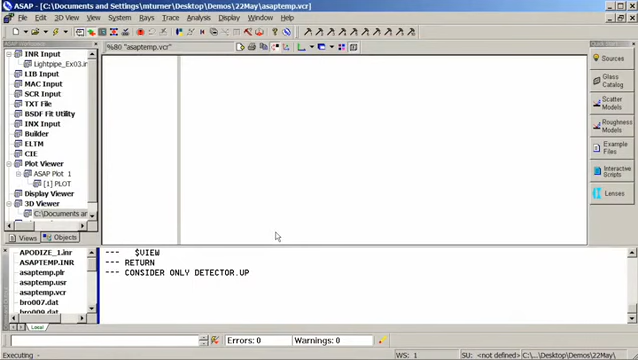 ASAP - [C:\Documents and Settings\mturner\Desktop\Demos\22May\asaptemp.vcr]
File Edit 3D View System Rays Trace Analysis Display Window Help
%80 "asaptemp.vcr"
INR Input
Lightpipe_Ex03.in
LIB Input
MAC Input
SCR Input
TXT File
BSDF Fit Utility
INX Input
Builder
ELTM
CIE
Plot Viewer
ASAP Plot 1
[1] PLOT
Display Viewer
3D Viewer
C:\Documents ar
Views Objects
Sources
Glass
Catalog
Scatter
Models
Roughness
Models
Example
Files
Interactive
Scripts
Lenses
APODIZE_1.inr
ASAPTEMP.INR
asaptemp.plr
asaptemp.usr
asaptemp.vcr
bro007.dat
bro009.dat
Local
--- $VIEW
--- RETURN
--- CONSIDER ONLY DETECTOR.UP
Errors: 0 Warnings: 0
Executing WS: 1 SU: <not defined> C:\...Desktop\Demos\22May